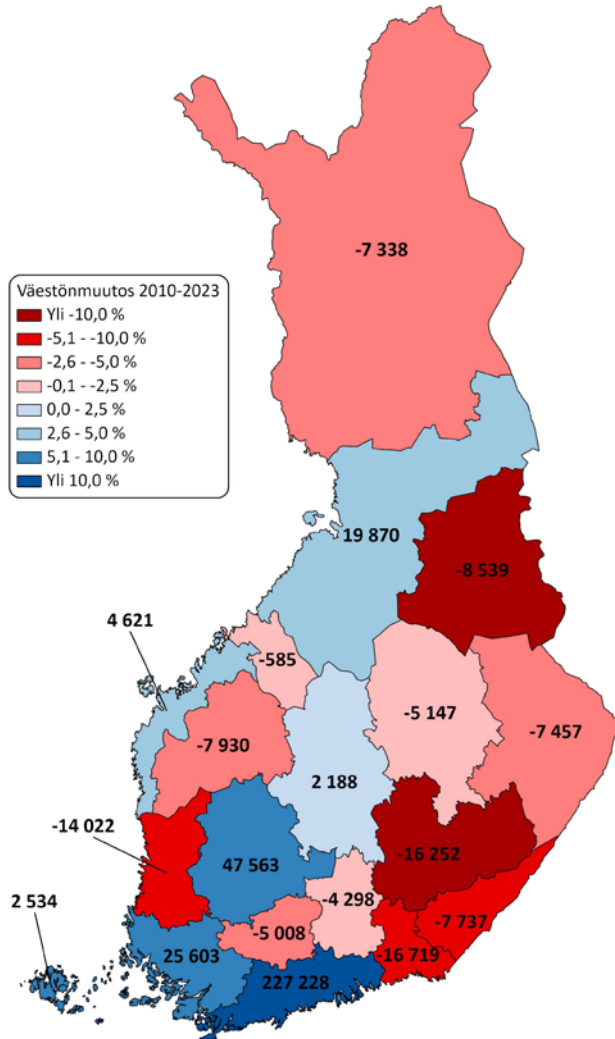 -7 338
Väestönmuutos 2010-2023
Yli -10,0 %
-5,1 - -10,0 %
-2,6 - -5,0 %
-0,1 - -2,5 %
0,0 - 2,5 %
2,6 - 5,0 %
5,1 - 10,0 %
Yli 10,0 %
19 870
-8 539
4 621
-585
-5 147
-7 457
-7 930
2 188
-14 022
-16 252
47 563
-4 298
2 534
-7 737
-5 008
25 603
-16 719
227 228